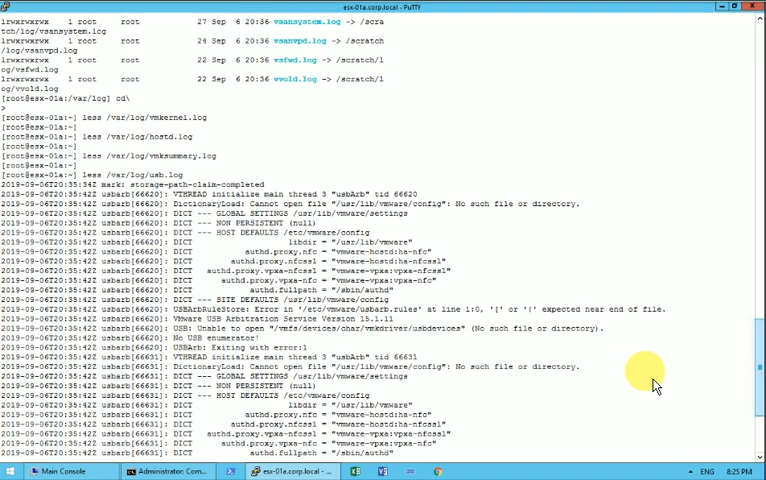 esx-01a.corp.local - PuTTY
lrwxrwxrwx 1 root root 27 Sep 6 20:36 vsansystem.log -> /scra
tch/log/vsansystem.log
lrwxrwxrwx 1 root root 24 Sep 6 20:36 vsanvpd.log -> /scratch
/log/vsanvpd.log
lrwxrwxrwx 1 root root 22 Sep 6 20:36 vsfwd.log -> /scratch/l
og/vsfwd.log
lrwxrwxrwx 1 root root 22 Sep 6 20:36 vvold.log -> /scratch/l
og/vvold.log
[root@esx-01a:/var/log] cd\
>
[root@esx-01a:~] less /var/log/vmkernel.log
[root@esx-01a:~]
[root@esx-01a:~] less /var/log/hostd.log
[root@esx-01a:~]
[root@esx-01a:~] less /var/log/vmksummary.log
[root@esx-01a:~]
[root@esx-01a:~] less /var/log/usb.log
2019-09-06T20:35:34Z mark: storage-path-claim-completed
2019-09-06T20:35:42Z usbarb[66620]: VTHREAD initialize main thread 3 "usbArb" tid 66620
2019-09-06T20:35:42Z usbarb[66620]: DictionaryLoad: Cannot open file "/usr/lib/vmware/config": No such file or directory.
2019-09-06T20:35:42Z usbarb[66620]: DICT --- GLOBAL SETTINGS /usr/lib/vmware/settings
2019-09-06T20:35:42Z usbarb[66620]: DICT --- NON PERSISTENT (null)
2019-09-06T20:35:42Z usbarb[66620]: DICT --- HOST DEFAULTS /etc/vmware/config
2019-09-06T20:35:42Z usbarb[66620]: DICT libdir = "/usr/lib/vmware"
2019-09-06T20:35:42Z usbarb[66620]: DICT authd.proxy.nfc = "vmware-hostd:ha-nfc"
2019-09-06T20:35:42Z usbarb[66620]: DICT authd.proxy.nfcssl = "vmware-hostd:ha-nfcssl"
2019-09-06T20:35:42Z usbarb[66620]: DICT authd.proxy.vpxa-nfcssl = "vmware-vpxa:vpxa-nfcssl"
2019-09-06T20:35:42Z usbarb[66620]: DICT authd.proxy.vpxa-nfc = "vmware-vpxa:vpxa-nfc"
2019-09-06T20:35:42Z usbarb[66620]: DICT authd.fullpath = "/sbin/authd"
2019-09-06T20:35:42Z usbarb[66620]: DICT --- SITE DEFAULTS /usr/lib/vmware/config
2019-09-06T20:35:42Z usbarb[66620]: USBArbRuleStore: Error in '/etc/vmware/usbarb.rules' at line 1:0, '[' or '(' expected near end of file.
2019-09-06T20:35:42Z usbarb[66620]: VMware USB Arbitration Service Version 15.1.11
2019-09-06T20:35:42Z usbarb[66620]: USB: Unable to open "/vmfs/devices/char/vmkdriver/usbdevices" (No such file or directory).
2019-09-06T20:35:42Z usbarb[66620]: No USB enumerator!
2019-09-06T20:35:42Z usbarb[66620]: USBArb: Exiting with error:1
2019-09-06T20:35:42Z usbarb[66631]: VTHREAD initialize main thread 3 "usbArb" tid 66631
2019-09-06T20:35:42Z usbarb[66631]: DictionaryLoad: Cannot open file "/usr/lib/vmware/config": No such file or directory.
2019-09-06T20:35:42Z usbarb[66631]: DICT --- GLOBAL SETTINGS /usr/lib/vmware/settings
2019-09-06T20:35:42Z usbarb[66631]: DICT --- NON PERSISTENT (null)
2019-09-06T20:35:42Z usbarb[66631]: DICT --- HOST DEFAULTS /etc/vmware/config
2019-09-06T20:35:42Z usbarb[66631]: DICT libdir = "/usr/lib/vmware"
2019-09-06T20:35:42Z usbarb[66631]: DICT authd.proxy.nfc = "vmware-hostd:ha-nfc"
2019-09-06T20:35:42Z usbarb[66631]: DICT authd.proxy.nfcssl = "vmware-hostd:ha-nfcssl"
2019-09-06T20:35:42Z usbarb[66631]: DICT authd.proxy.vpxa-nfcssl = "vmware-vpxa:vpxa-nfcssl"
2019-09-06T20:35:42Z usbarb[66631]: DICT authd.proxy.vpxa-nfc = "vmware-vpxa:vpxa-nfc"
2019-09-06T20:35:42Z usbarb[66631]: DICT authd.fullpath = "/sbin/authd"
Main Console Administrator: Com... esx-01a.corp.local - ... ENG 8:25 PM